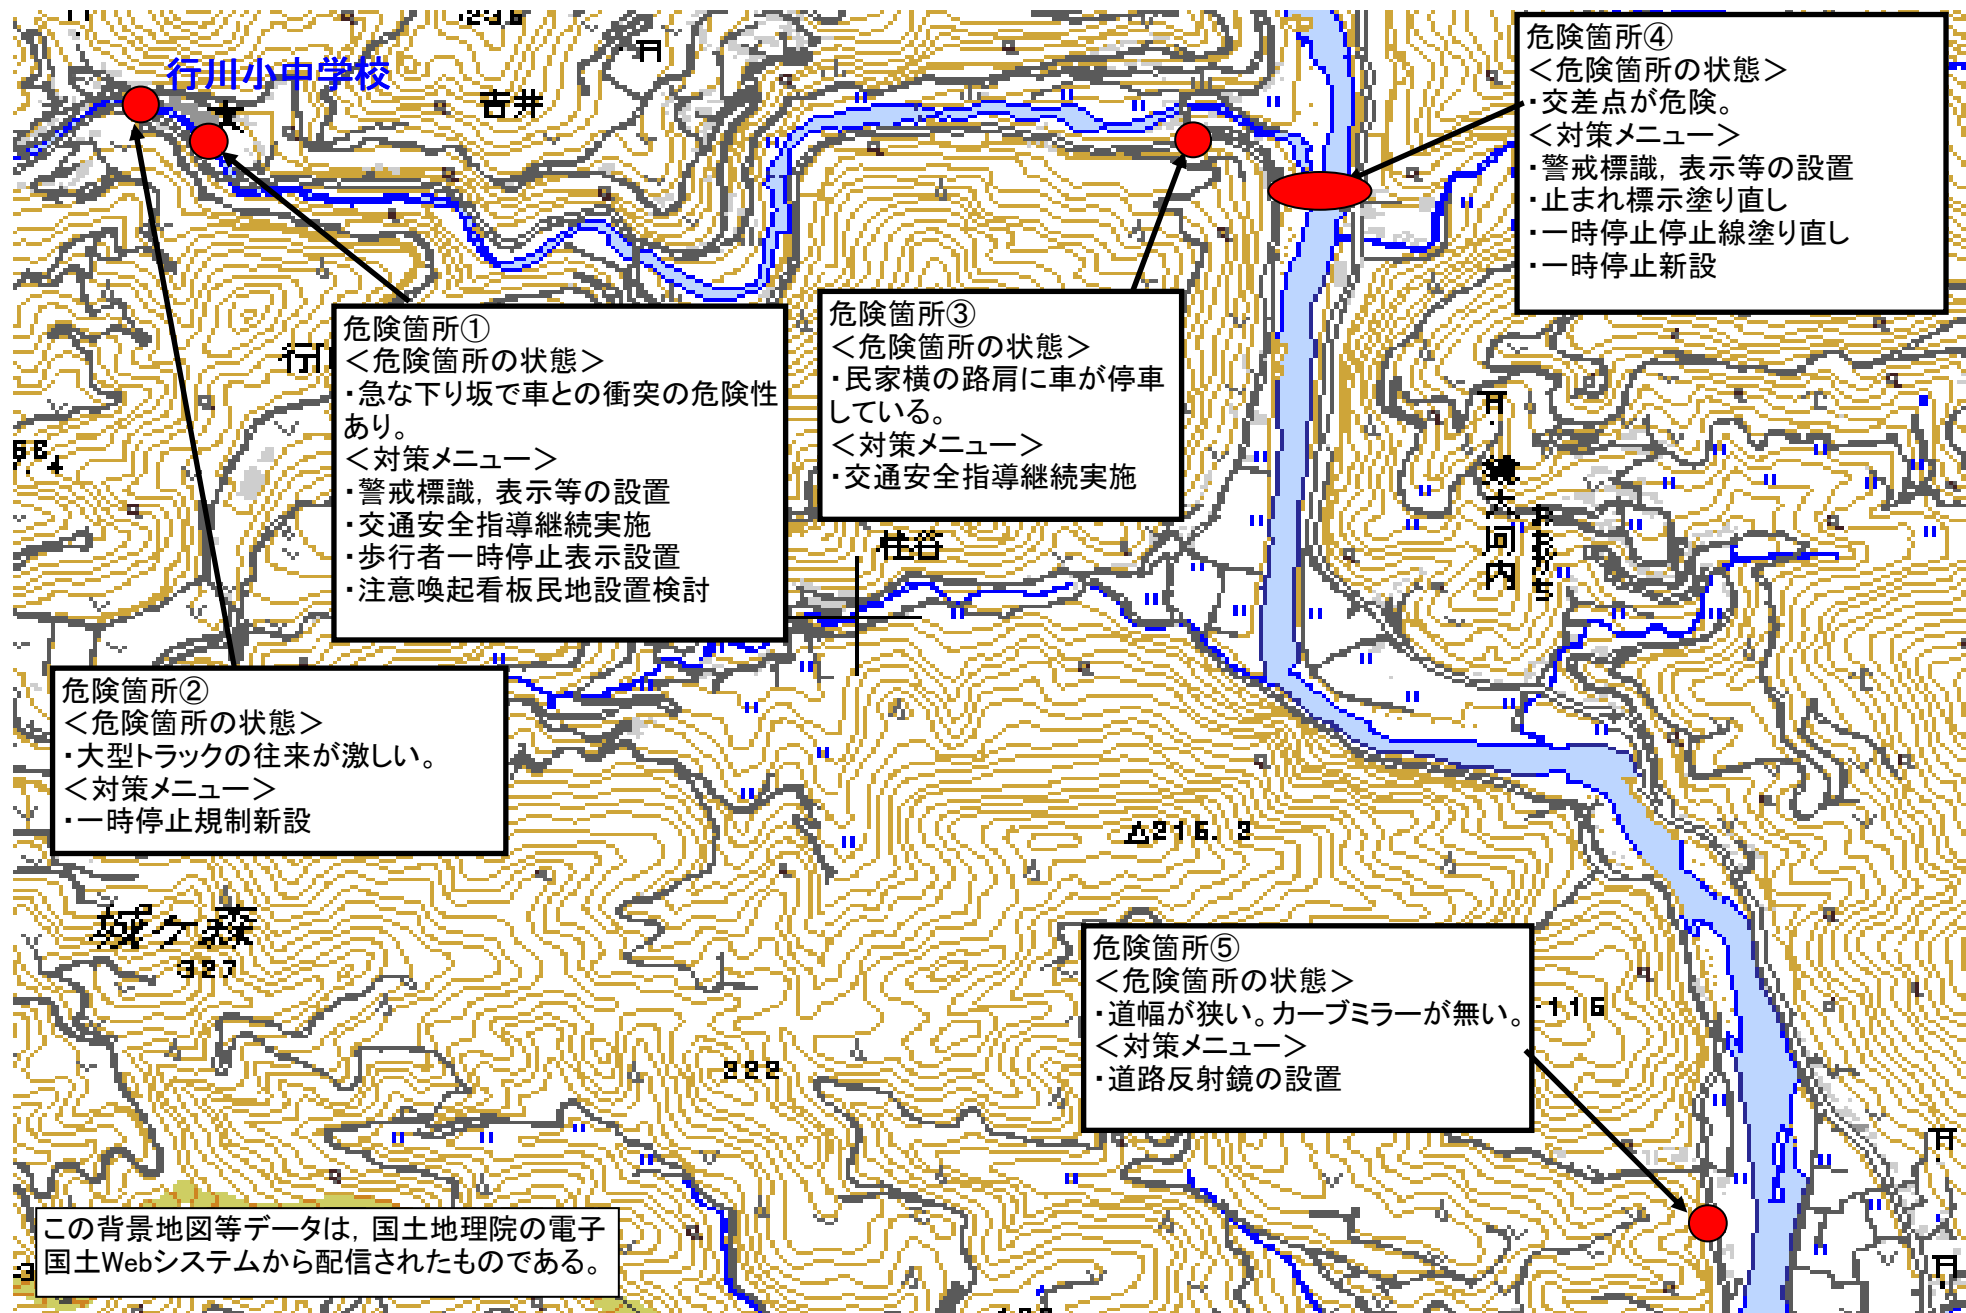 行川小中学校
古井
危険箇所④
＜危険箇所の状態＞
・交差点が危険。
＜対策メニュー＞
・警戒標識，表示等の設置
・止まれ標示塗り直し
・一時停止停止線塗り直し
・一時停止新設
危険箇所①
＜危険箇所の状態＞
・急な下り坂で車との衝突の危険性
あり。
＜対策メニュー＞
・警戒標識，表示等の設置
・交通安全指導継続実施
・歩行者一時停止表示設置
・注意喚起看板民地設置検討
危険箇所③
＜危険箇所の状態＞
・民家横の路肩に車が停車
している。
＜対策メニュー＞
・交通安全指導継続実施
行
大河内
危険箇所②
＜危険箇所の状態＞
・大型トラックの往来が激しい。
＜対策メニュー＞
・一時停止規制新設
216.2
城ケ森
327
危険箇所⑤
＜危険箇所の状態＞
・道幅が狭い。カーブミラーが無い。
＜対策メニュー＞
・道路反射鏡の設置
116
222
この背景地図等データは，国土地理院の電子
国土Webシステムから配信されたものである。